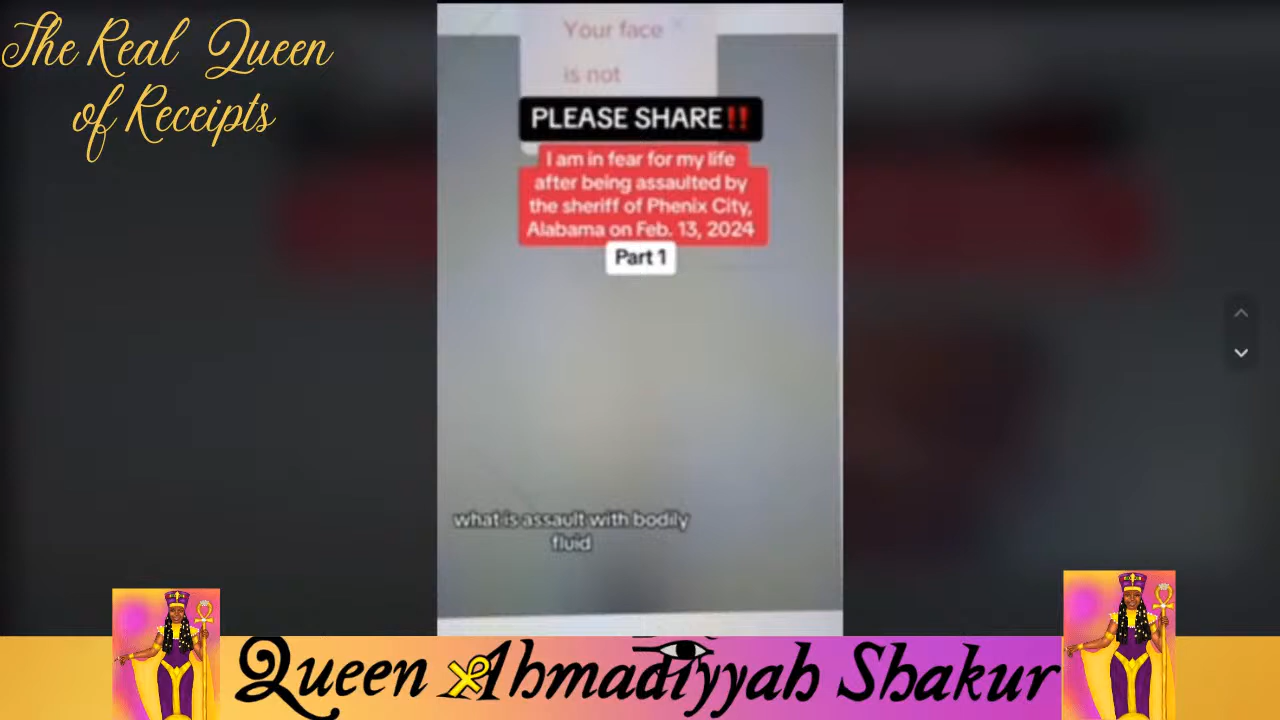 The Real Queen
of Receipts
Your face
is not
PLEASE SHARE‼
I am in fear for my life
after being assaulted by
the sheriff of Phenix City,
Alabama on Feb. 13, 2024
Part 1
what is assault with bodily
fluid
Queen Ahmadiyyah Shakur